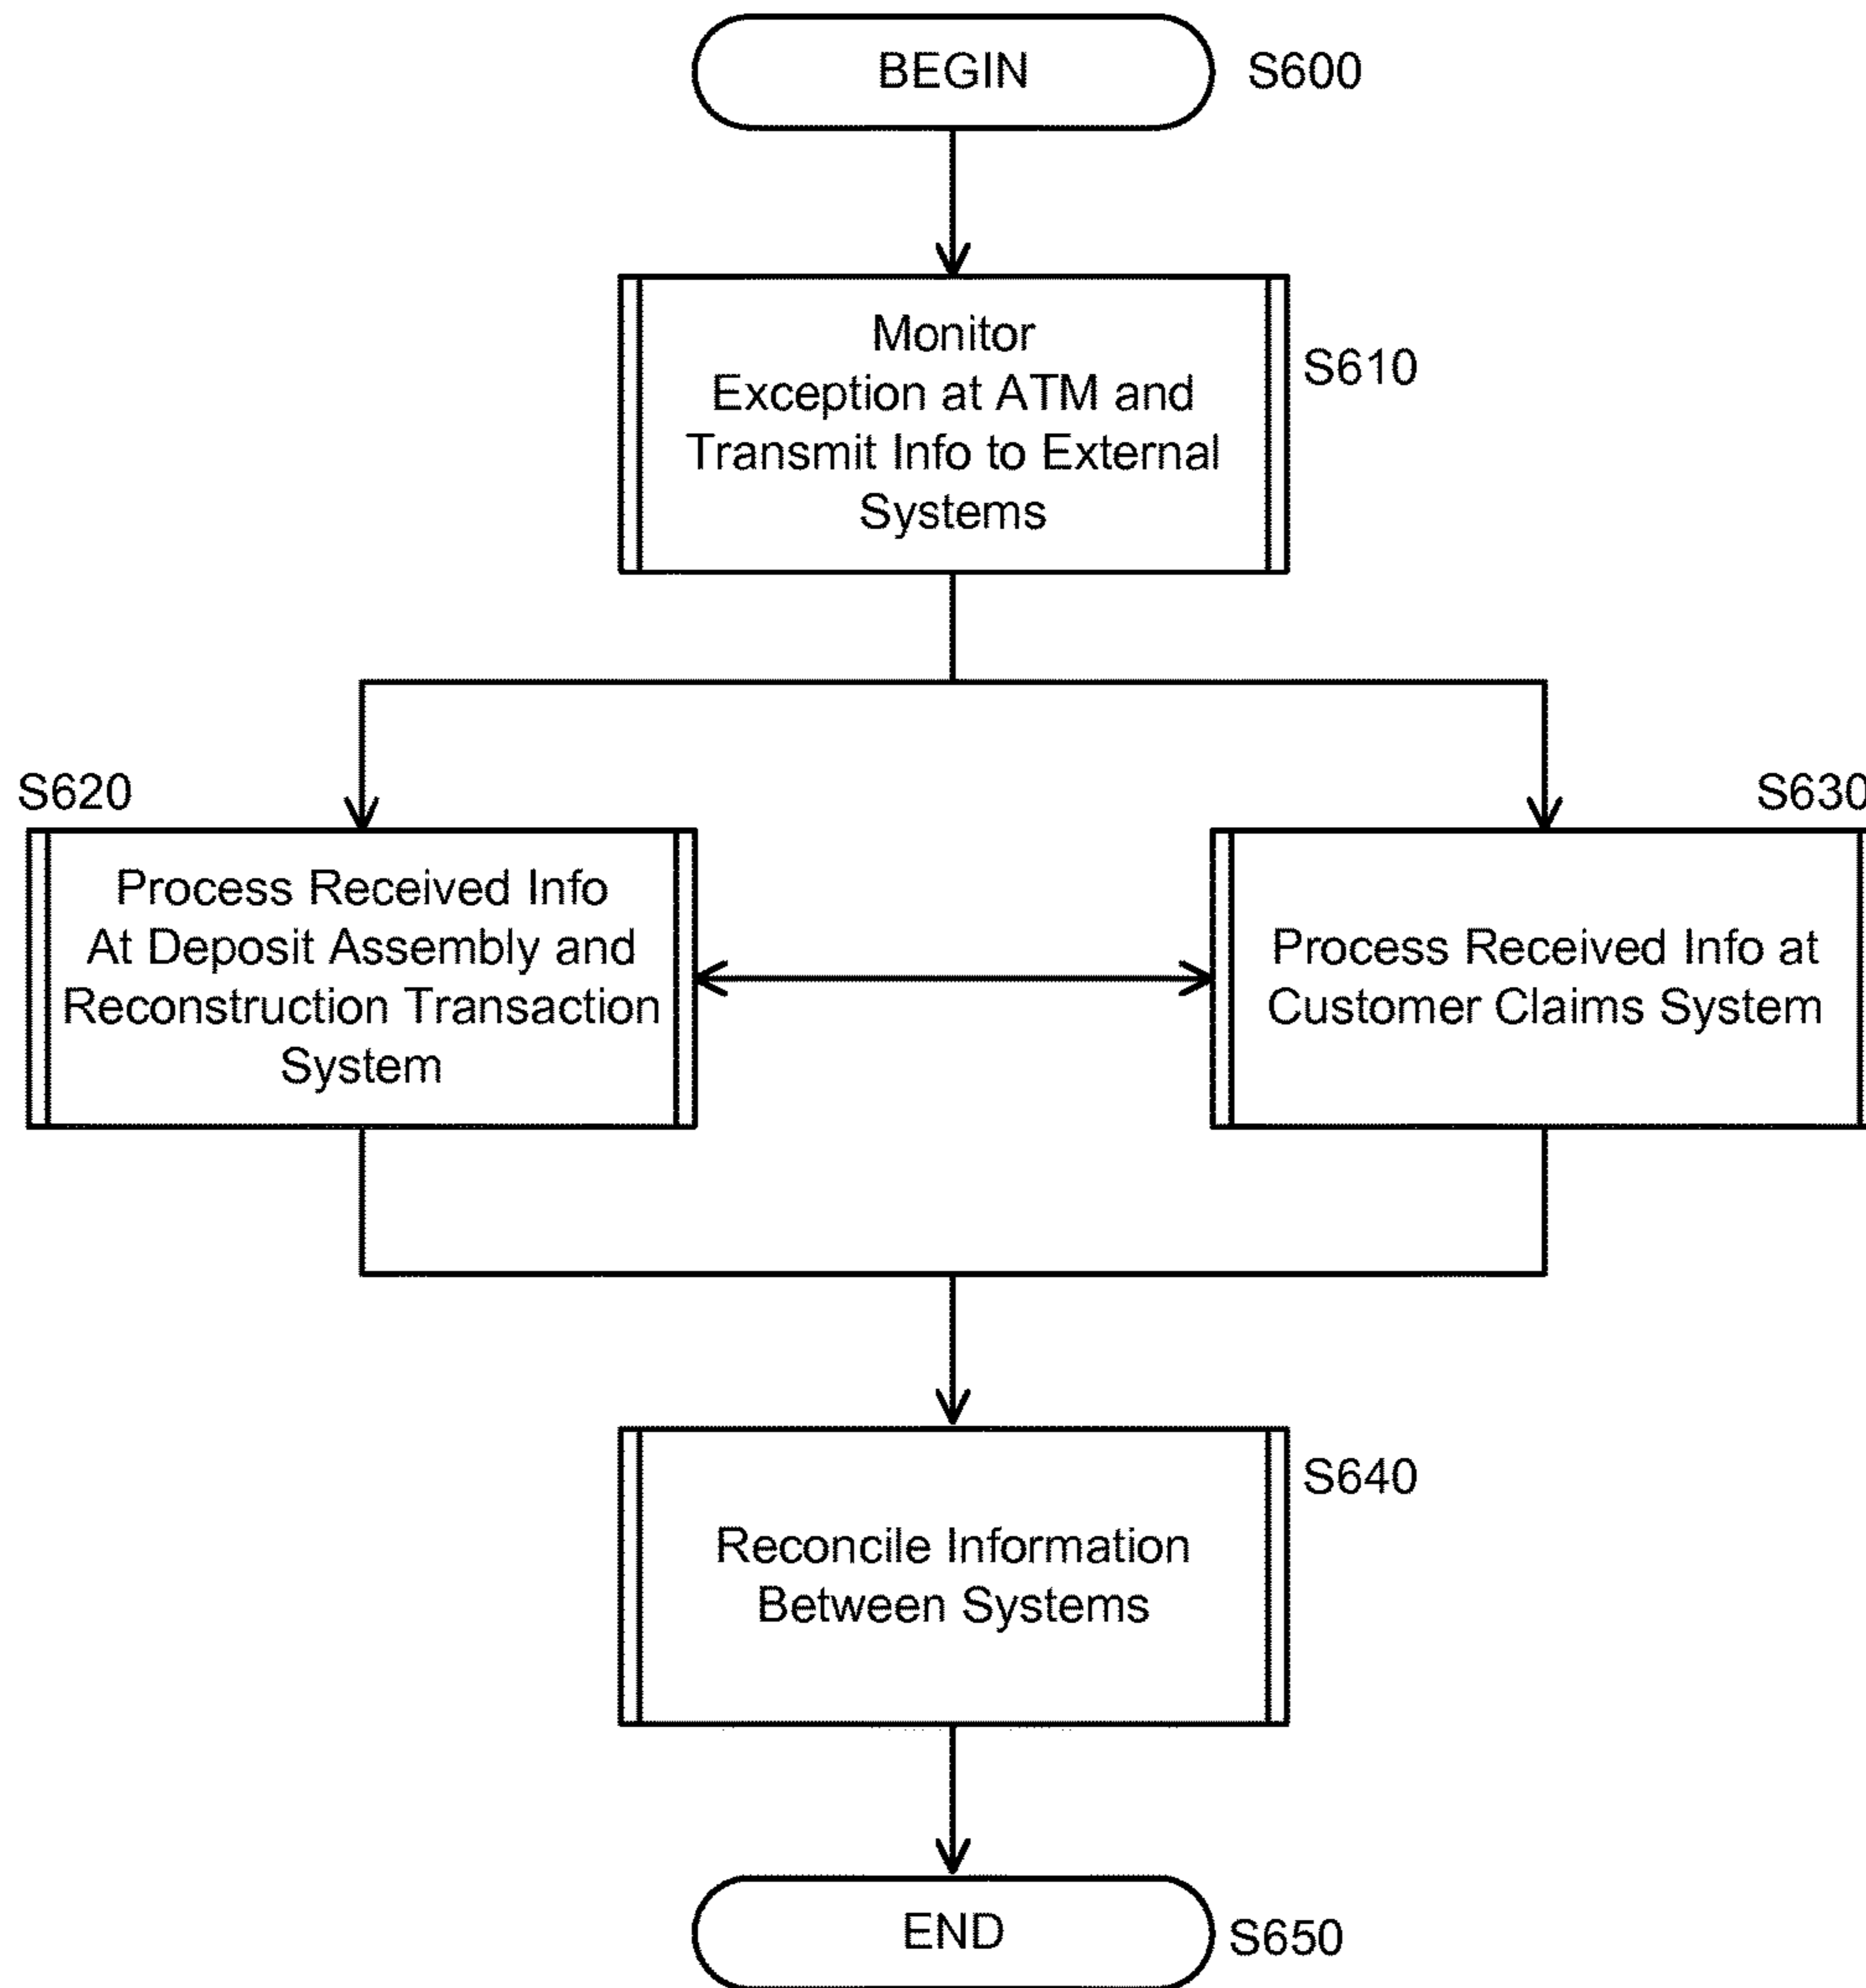 BEGIN
S600
Monitor
Exception at ATM and
Transmit Info to External
Systems
S610
S620
S630
Process Received Info
At Deposit Assembly and
Reconstruction Transaction
System
Process Received Info at
Customer Claims System
S640
Reconcile Information
Between Systems
END
S650